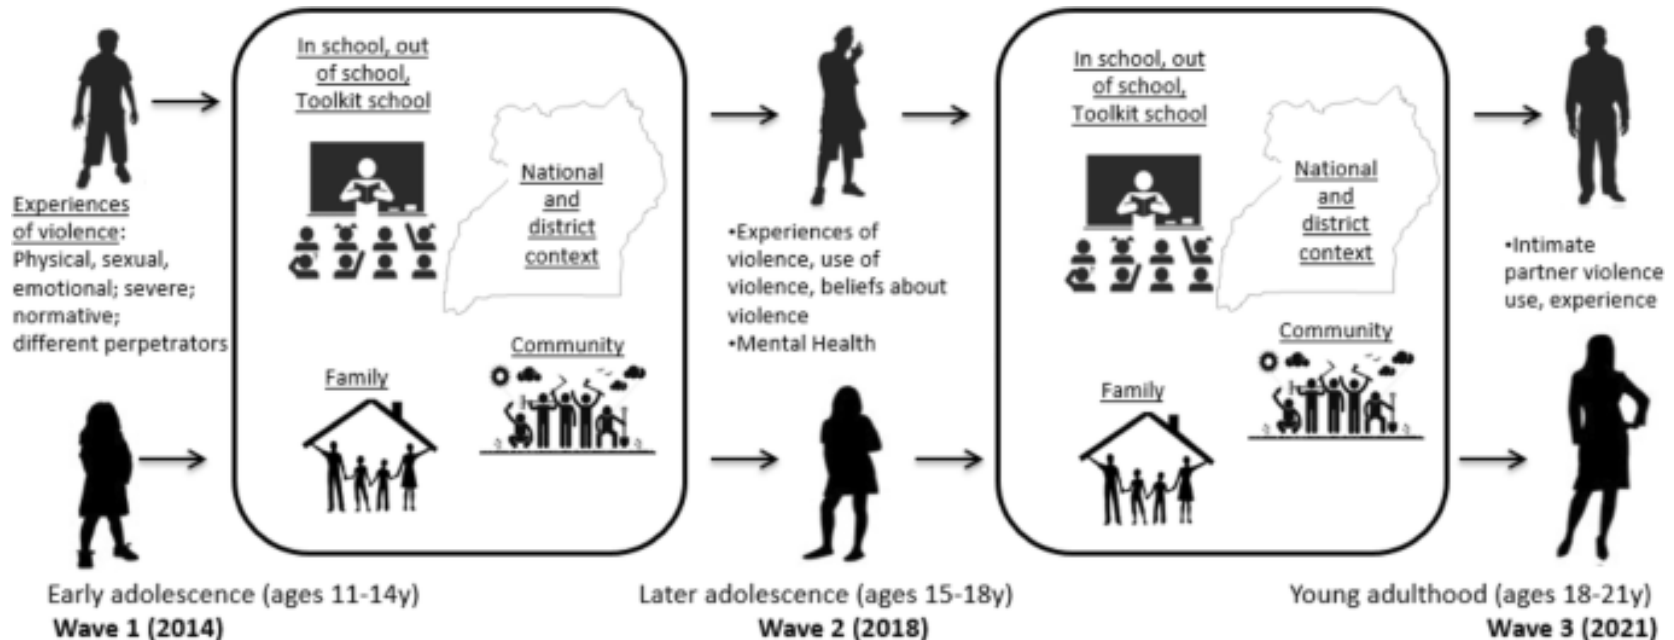 Experiences
of violence:
Physical, sexual,
emotional; severe;
normative;
different perpetrators
In school, out
of school,
Toolkit school
National
and
district
context
Family
Community
•Experiences of
violence, use of
violence, beliefs about
violence
•Mental Health
In school, out
of school,
Toolkit school
National
and
district
context
Family
Community
•Intimate
partner violence
use, experience
Early adolescence (ages 11-14y)
Wave 1 (2014)
Later adolescence (ages 15-18y)
Wave 2 (2018)
Young adulthood (ages 18-21y)
Wave 3 (2021)